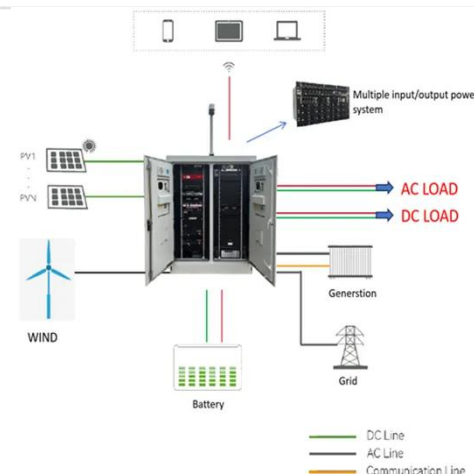 Multiple input/output powe
system
PV1
PVN
AC LOAD
DC LOAD
Generstion
WIND
Grid
Battery
DC Line
AC Line
Communication Line